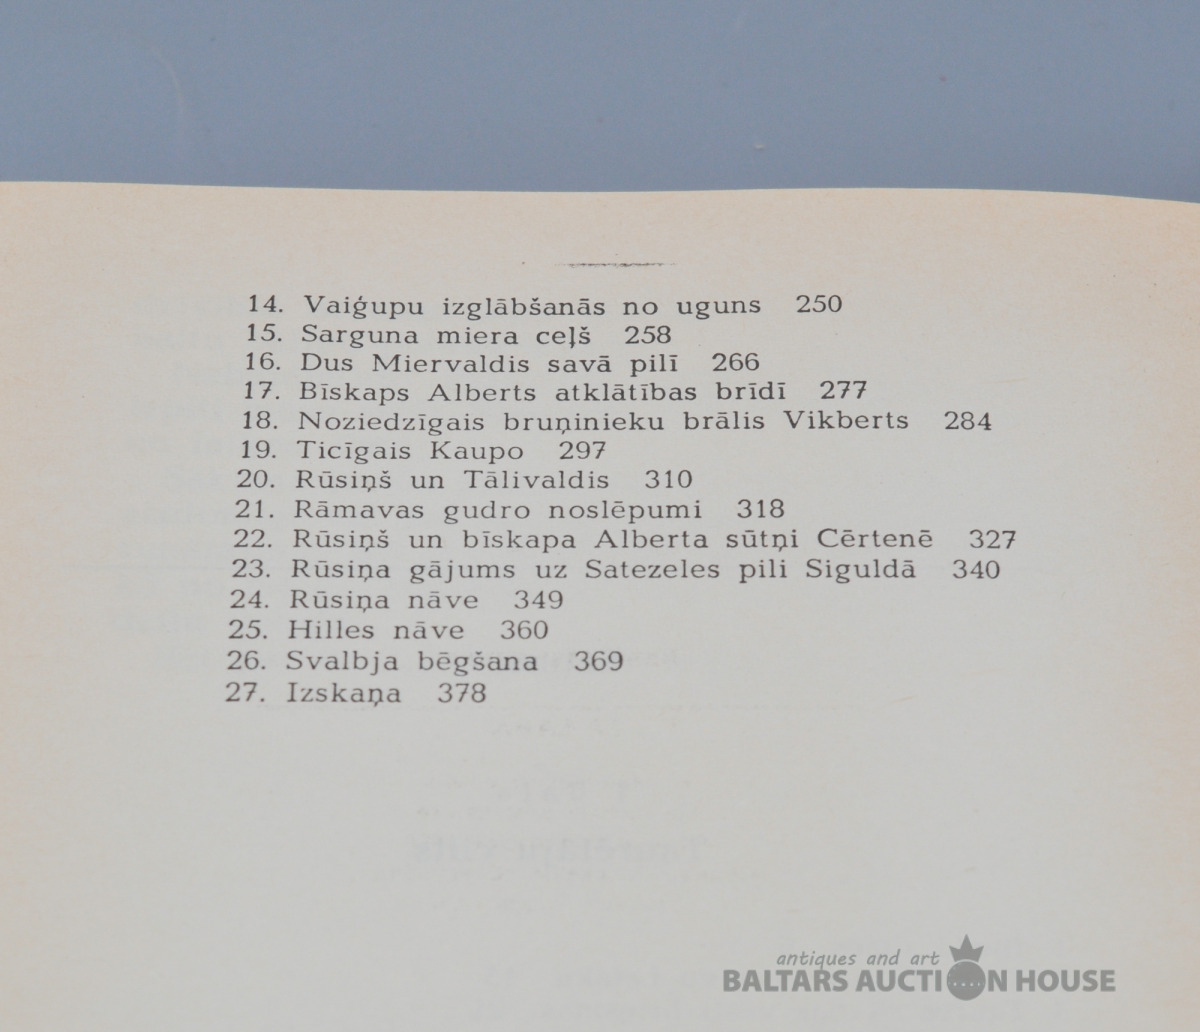 14. Vaiģupu izglābšanās no uguns 250
15. Sarguna miera ceļš 258
16. Dus Miervaldis savā pilī 266
17. Bīskaps Alberts atklātības brīdī 277
18. Noziedzīgais bruņinieku brālis Vikberts 284
19. Ticīgais Kaupo 297
20. Rūsiņš un Tālivaldis 310
21. Rāmavas gudro noslēpumi 318
22. Rūsiņš un bīskapa Alberta sūtņi Cērtenē 327
23. Rūsiņa gājums uz Satezeles pili Siguldā 340
24. Rūsiņa nāve 349
25. Hilles nāve 360
26. Svalbja bēgšana 369
27. Izskaņa 378
antiques and art
BALTARS AUCTION HOUSE